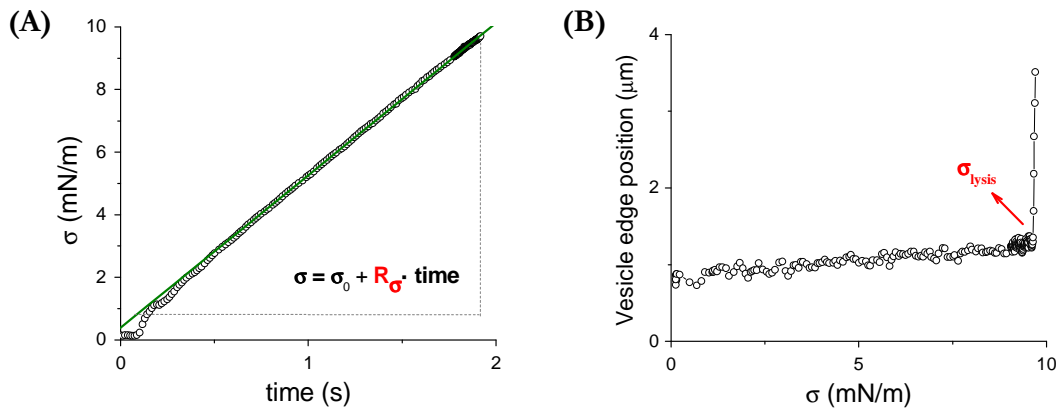 (A)
10
8
6
4
2
0
σ (mN/m)
σ = σ0 + Rσ· time
0
1
2
time (s)
(B)
4
2
0
Vesicle edge position (μm)
σlysis
0
5
10
σ (mN/m)